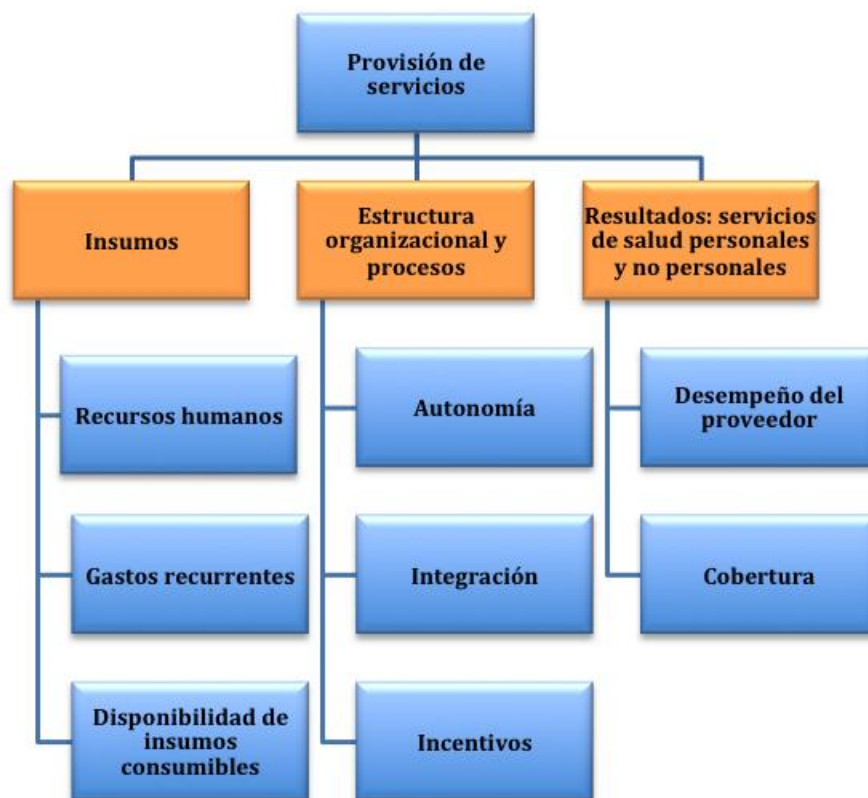 Provisión de
servicios
Insumos
Estructura
organizacional y
procesos
Resultados: servicios
de salud personales
y no personales
Recursos humanos
Gastos recurrentes
Disponibilidad de
insumos
consumibles
Autonomía
Integración
Incentivos
Desempeño del
proveedor
Cobertura